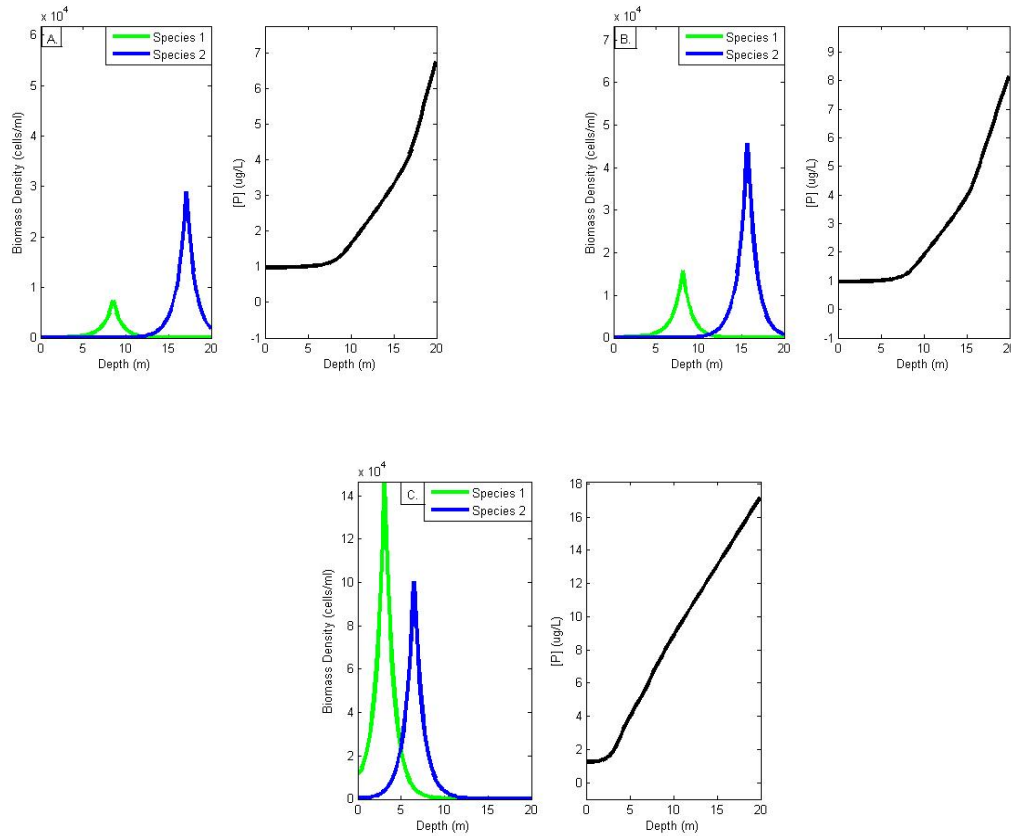 x 10⁴
A.
Species 1
Species 2
Biomass Density (cells/ml)
6
5
4
3
2
1
0
0 5 10 15 20
Depth (m)
[P] (ug/L)
7
6
5
4
3
2
1
0
-1
0 5 10 15 20
Depth (m)
x 10⁴
B.
Species 1
Species 2
Biomass Density (cells/ml)
7
6
5
4
3
2
1
0
0 5 10 15 20
Depth (m)
[P] (ug/L)
9
8
7
6
5
4
3
2
1
0
-1
0 5 10 15 20
Depth (m)
x 10⁴
C.
Species 1
Species 2
Biomass Density (cells/ml)
14
12
10
8
6
4
2
0
0 5 10 15 20
Depth (m)
[P] (ug/L)
18
16
14
12
10
8
6
4
2
0
0 5 10 15 20
Depth (m)